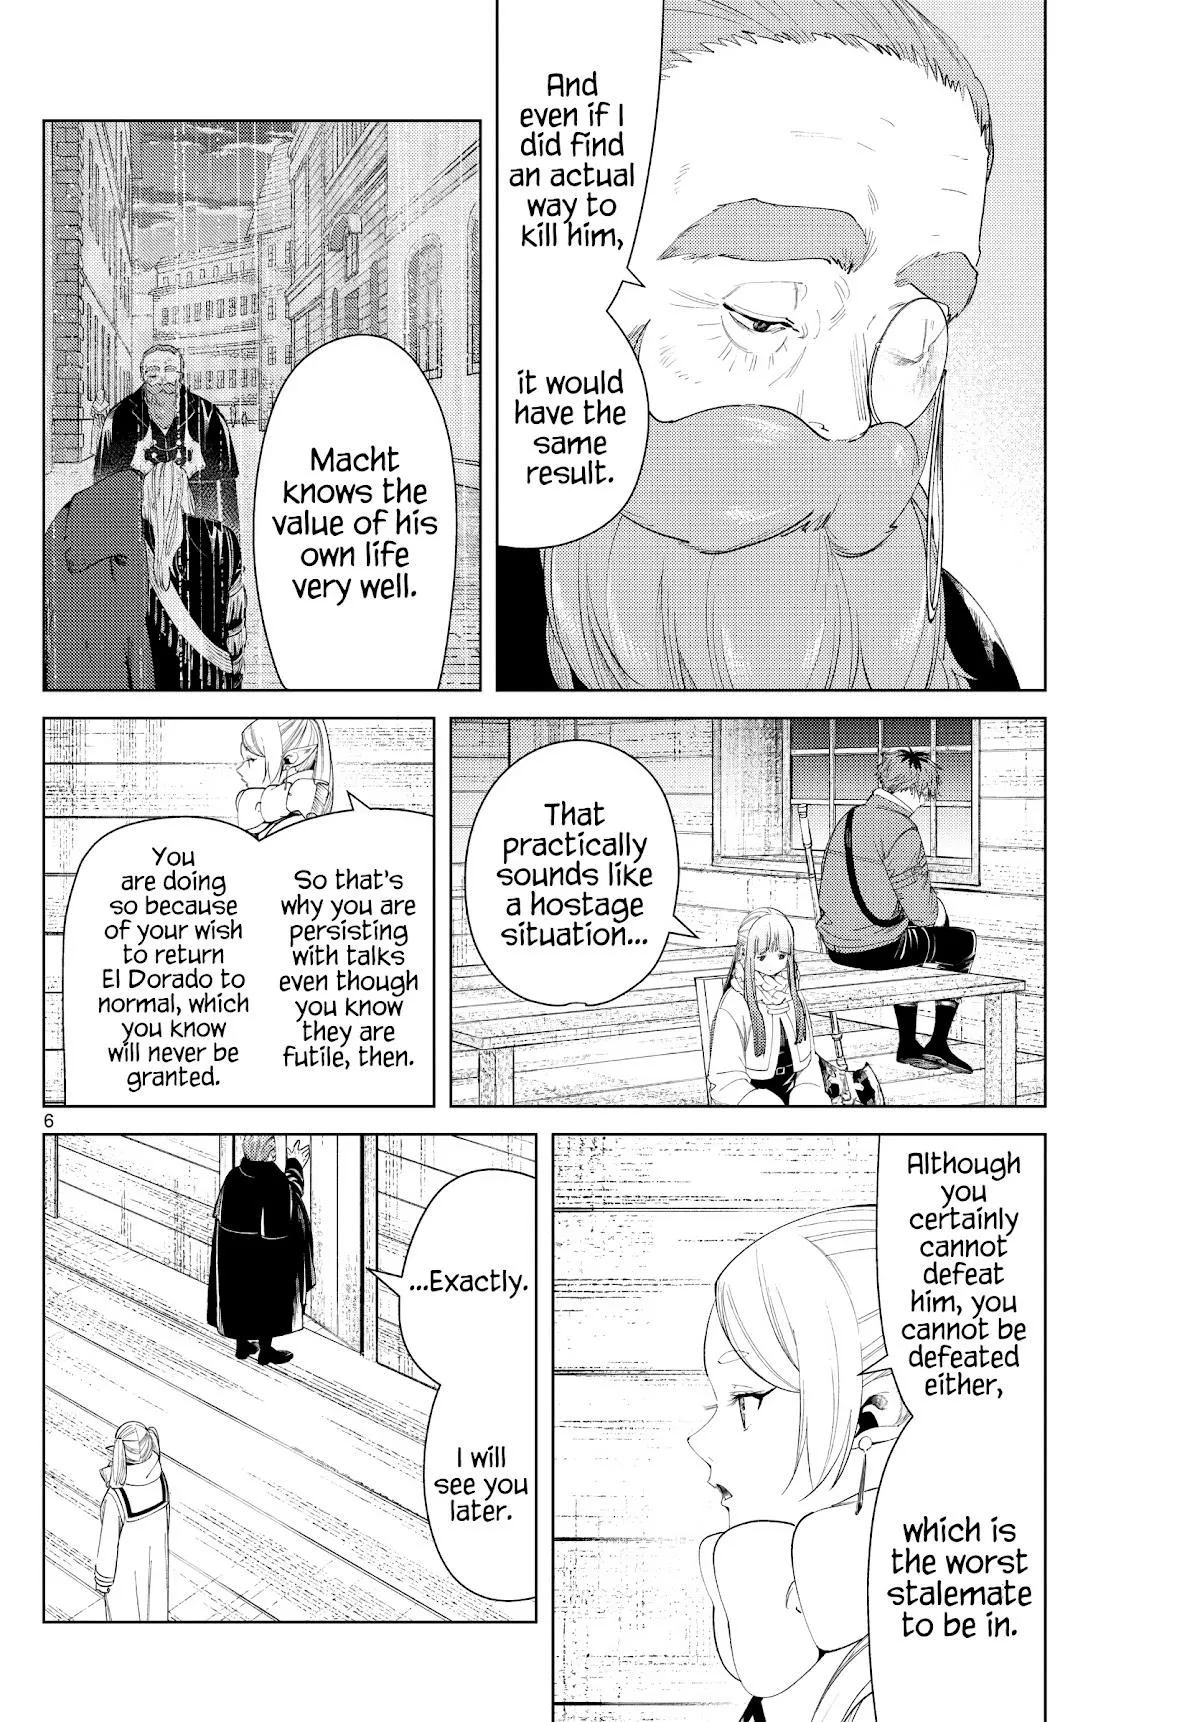 And
even if I
did find
an actual
way to
kill him,
it would
have the
same
result.
Macht
knows the
value of his
own life
very well.
That
practically
sounds like
a hostage
situation...
So that's
why you are
persisting
with talks
even though
you know
they are
futile, then.
You
are doing
so because
of your wish
to return
El Dorado to
normal, which
you know
will never be
granted.
6
Although
you
certainly
cannot
defeat
him, you
cannot be
defeated
either,
which is
the worst
stalemate
to be in.
...Exactly.
I will
see you
later.